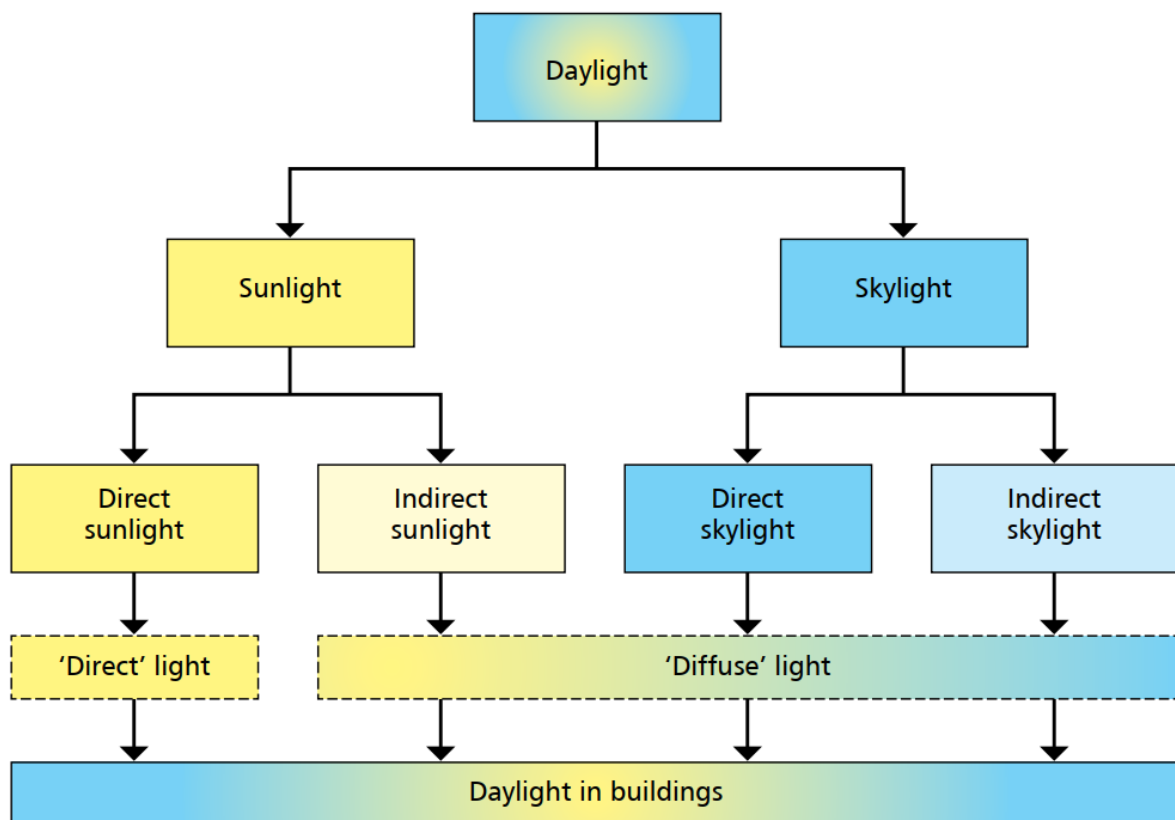 Daylight
Sunlight
Skylight
Direct
sunlight
Indirect
sunlight
Direct
skylight
Indirect
skylight
‘Direct’ light
‘Diffuse’ light
Daylight in buildings